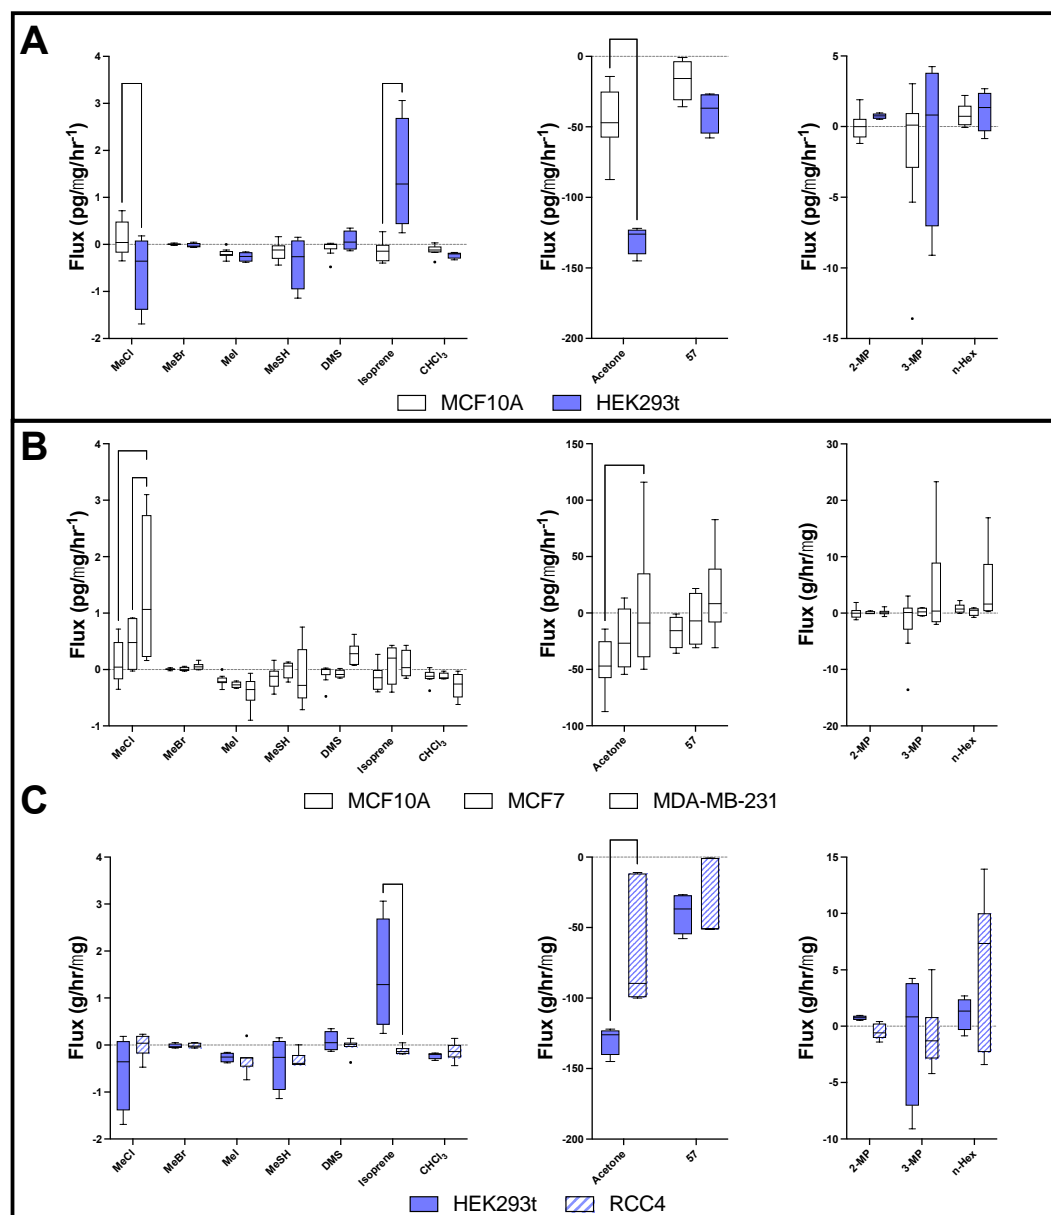 A
Flux (pg/mg/hr-1)
4
3
2
1
0
-1
-2
MeCl
MeBr
MeI
MeSH
DMS
Isoprene
CHCl3
Flux (pg/mg/hr-1)
0
-50
-100
-150
-200
Acetone
57
Flux (pg/mg/hr-1)
5
0
-5
-10
-15
2-MP
3-MP
n-Hex
MCF10A
HEK293t
B
Flux (pg/mg/hr-1)
4
3
2
1
0
-1
MeCl
MeBr
MeI
MeSH
DMS
Isoprene
CHCl3
Flux (pg/mg/hr-1)
150
100
50
0
-50
-100
Acetone
57
Flux (g/hr/mg)
30
20
10
0
-10
-20
2-MP
3-MP
n-Hex
MCF10A
MCF7
MDA-MB-231
C
Flux (g/hr/mg)
4
3
2
1
0
-1
-2
MeCl
MeBr
MeI
MeSH
DMS
Isoprene
CHCl3
Flux (g/hr/mg)
0
-50
-100
-150
-200
Acetone
57
Flux (g/hr/mg)
15
10
5
0
-5
-10
2-MP
3-MP
n-Hex
HEK293t
RCC4